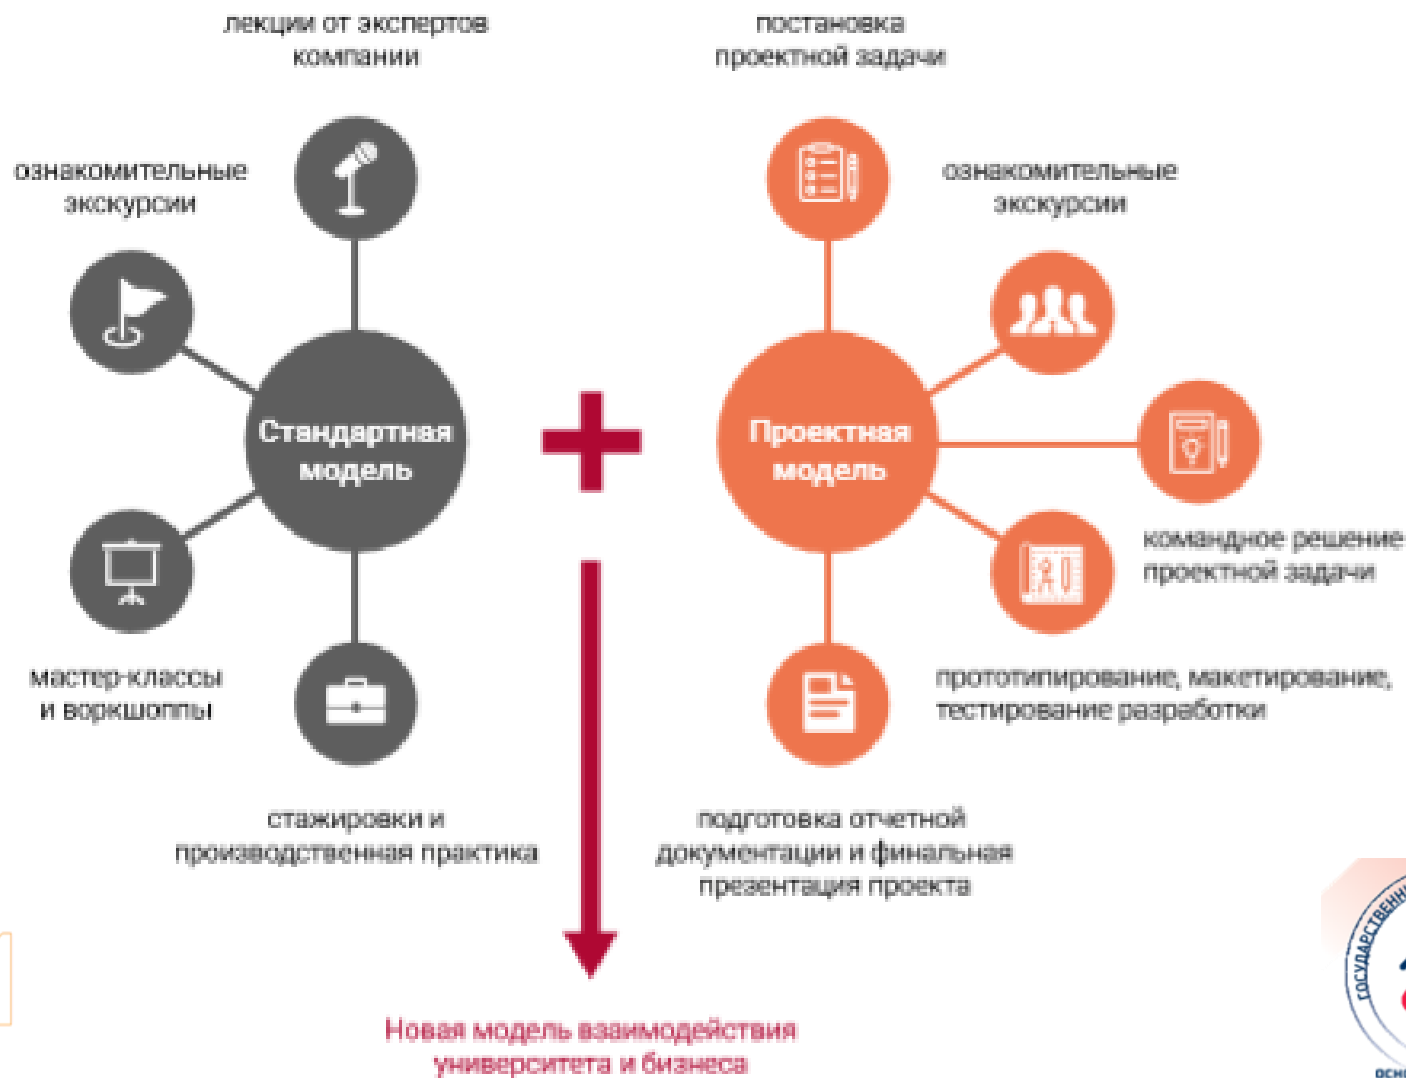 лекции от экспертов
компании
постановка
проектной задачи
ознакомительные
экскурсии
ознакомительные
экскурсии
Стандартная
модель
Проектная
модель
командное решение
проектной задачи
мастер-классы
и воркшоппы
прототипирование, макетирование,
тестирование разработки
стажировки и
производственная практика
подготовка отчетной
документации и финальная
презентация проекта
Новая модель взаимодействия
университета и бизнеса